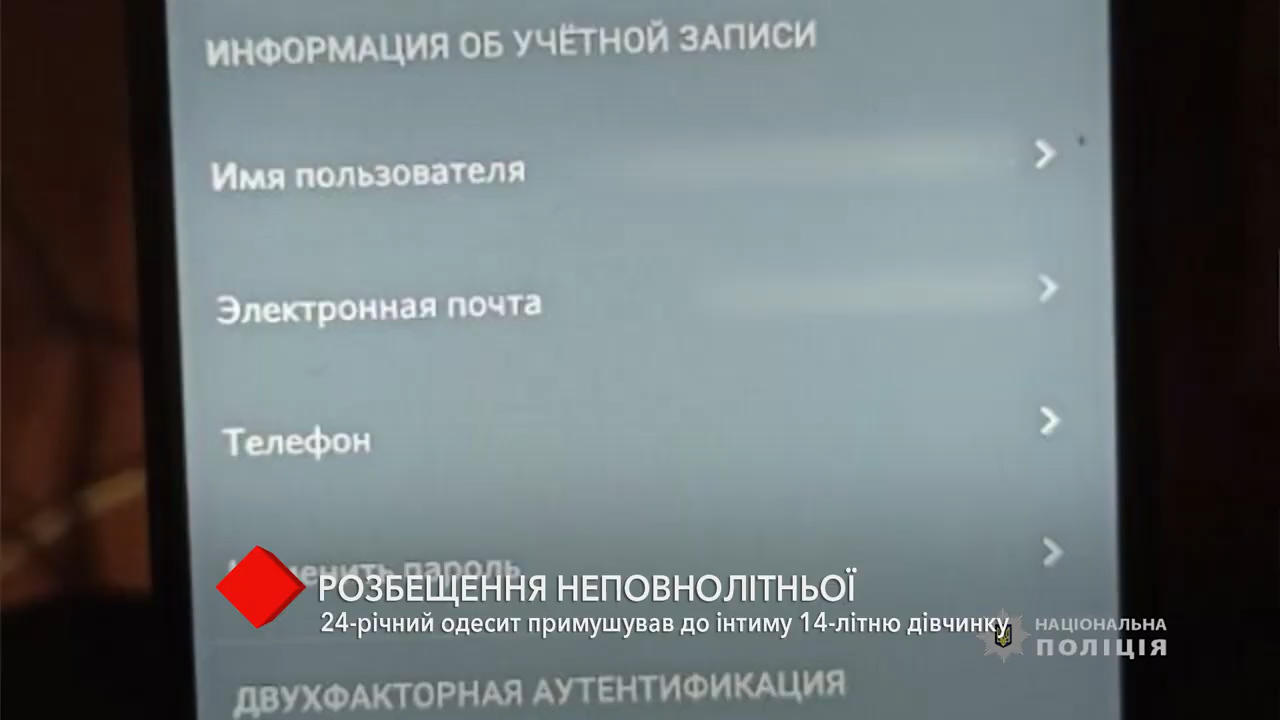 ИНФОРМАЦИЯ ОБ УЧЁТНОЙ ЗАПИСИ
Имя пользователя
Электронная почта
Телефон
пароль
РОЗБЕЩЕННЯ НЕПОВНОЛІТНЬОЇ
24-річний одесит примушував до інтиму 14-літню дівчинку
НАЦІОНАЛЬНА
ПОЛІЦІЯ
ДВУХФАКТОРНАЯ АУТЕНТИФИКАЦИЯ